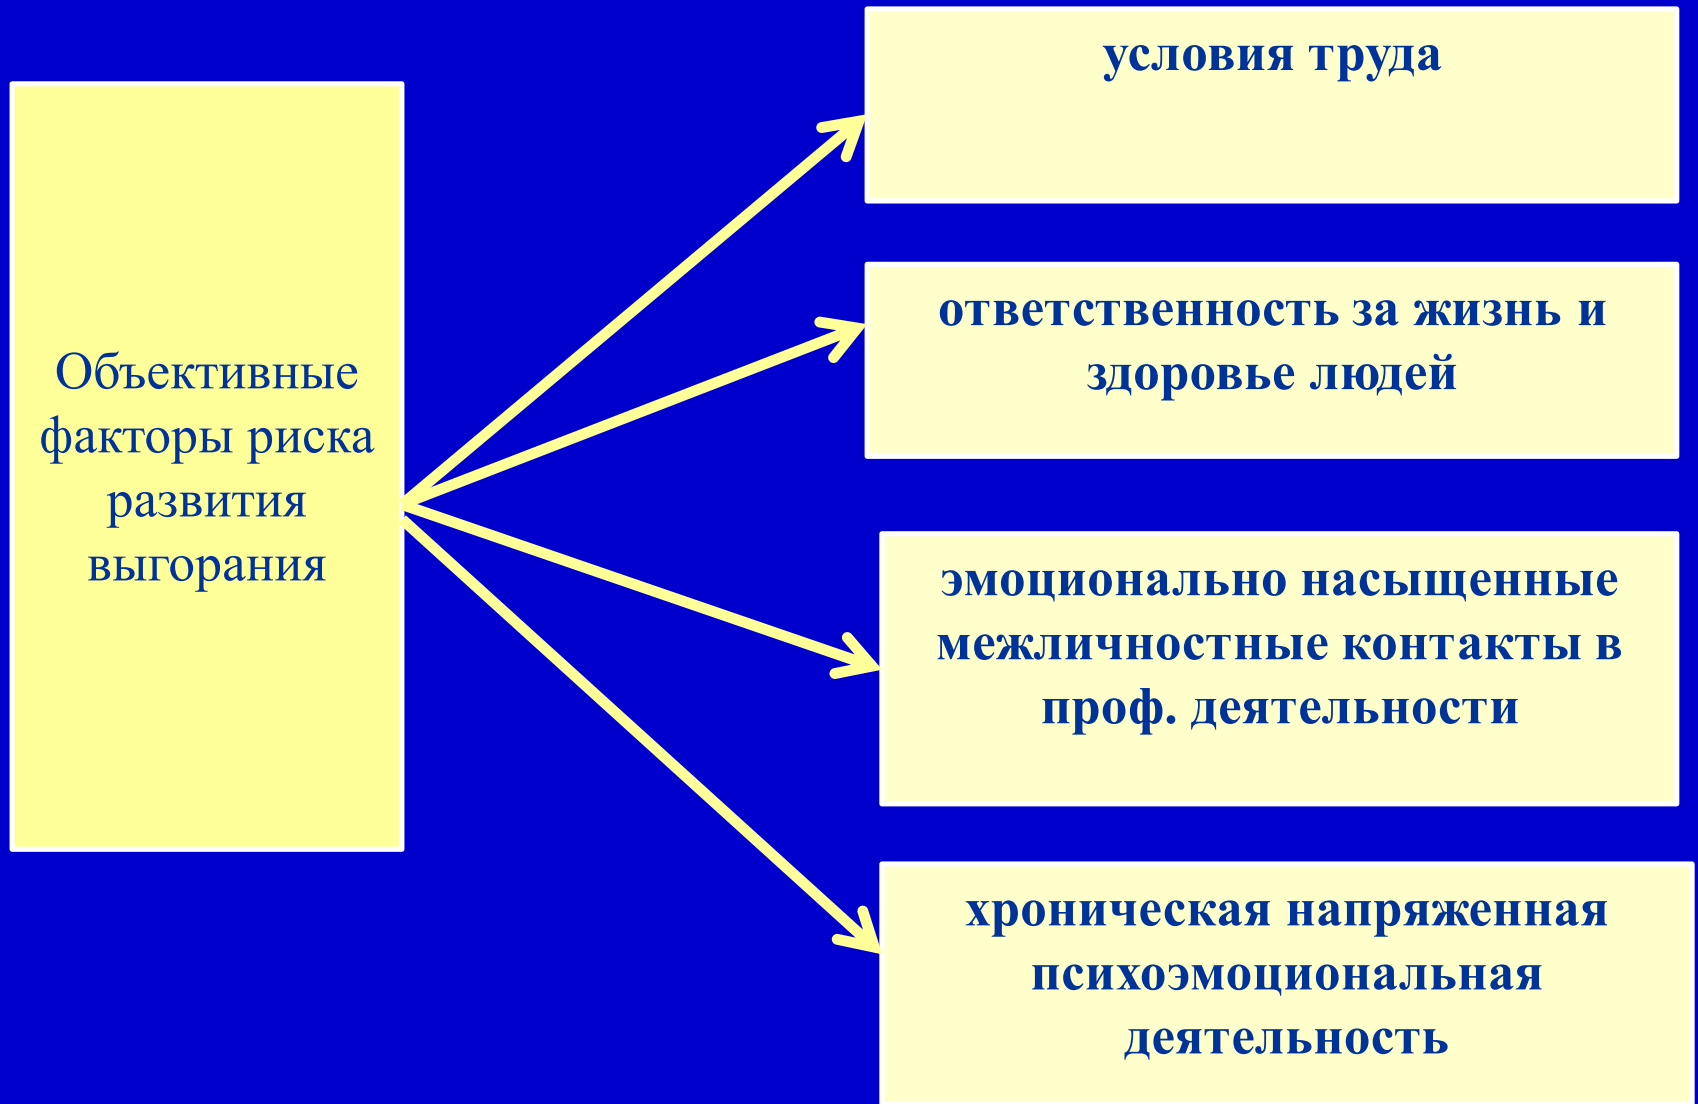 Объективные
факторы риска
развития
выгорания
условия труда
ответственность за жизнь и
здоровье людей
эмоционально насыщенные
межличностные контакты в
проф. деятельности
хроническая напряженная
психоэмоциональная
деятельность